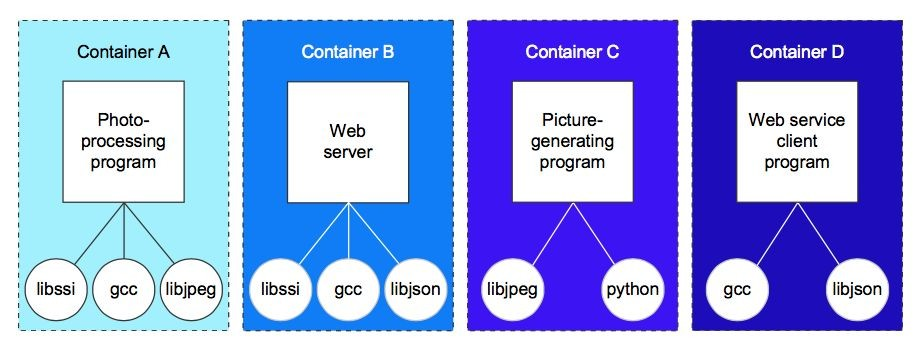 Container A
Photo-
processing
program
libssi
gcc
libjpeg
Container B
Web
server
libssi
gcc
libjson
Container C
Picture-
generating
program
libjpeg
python
Container D
Web service
client
program
gcc
libjson